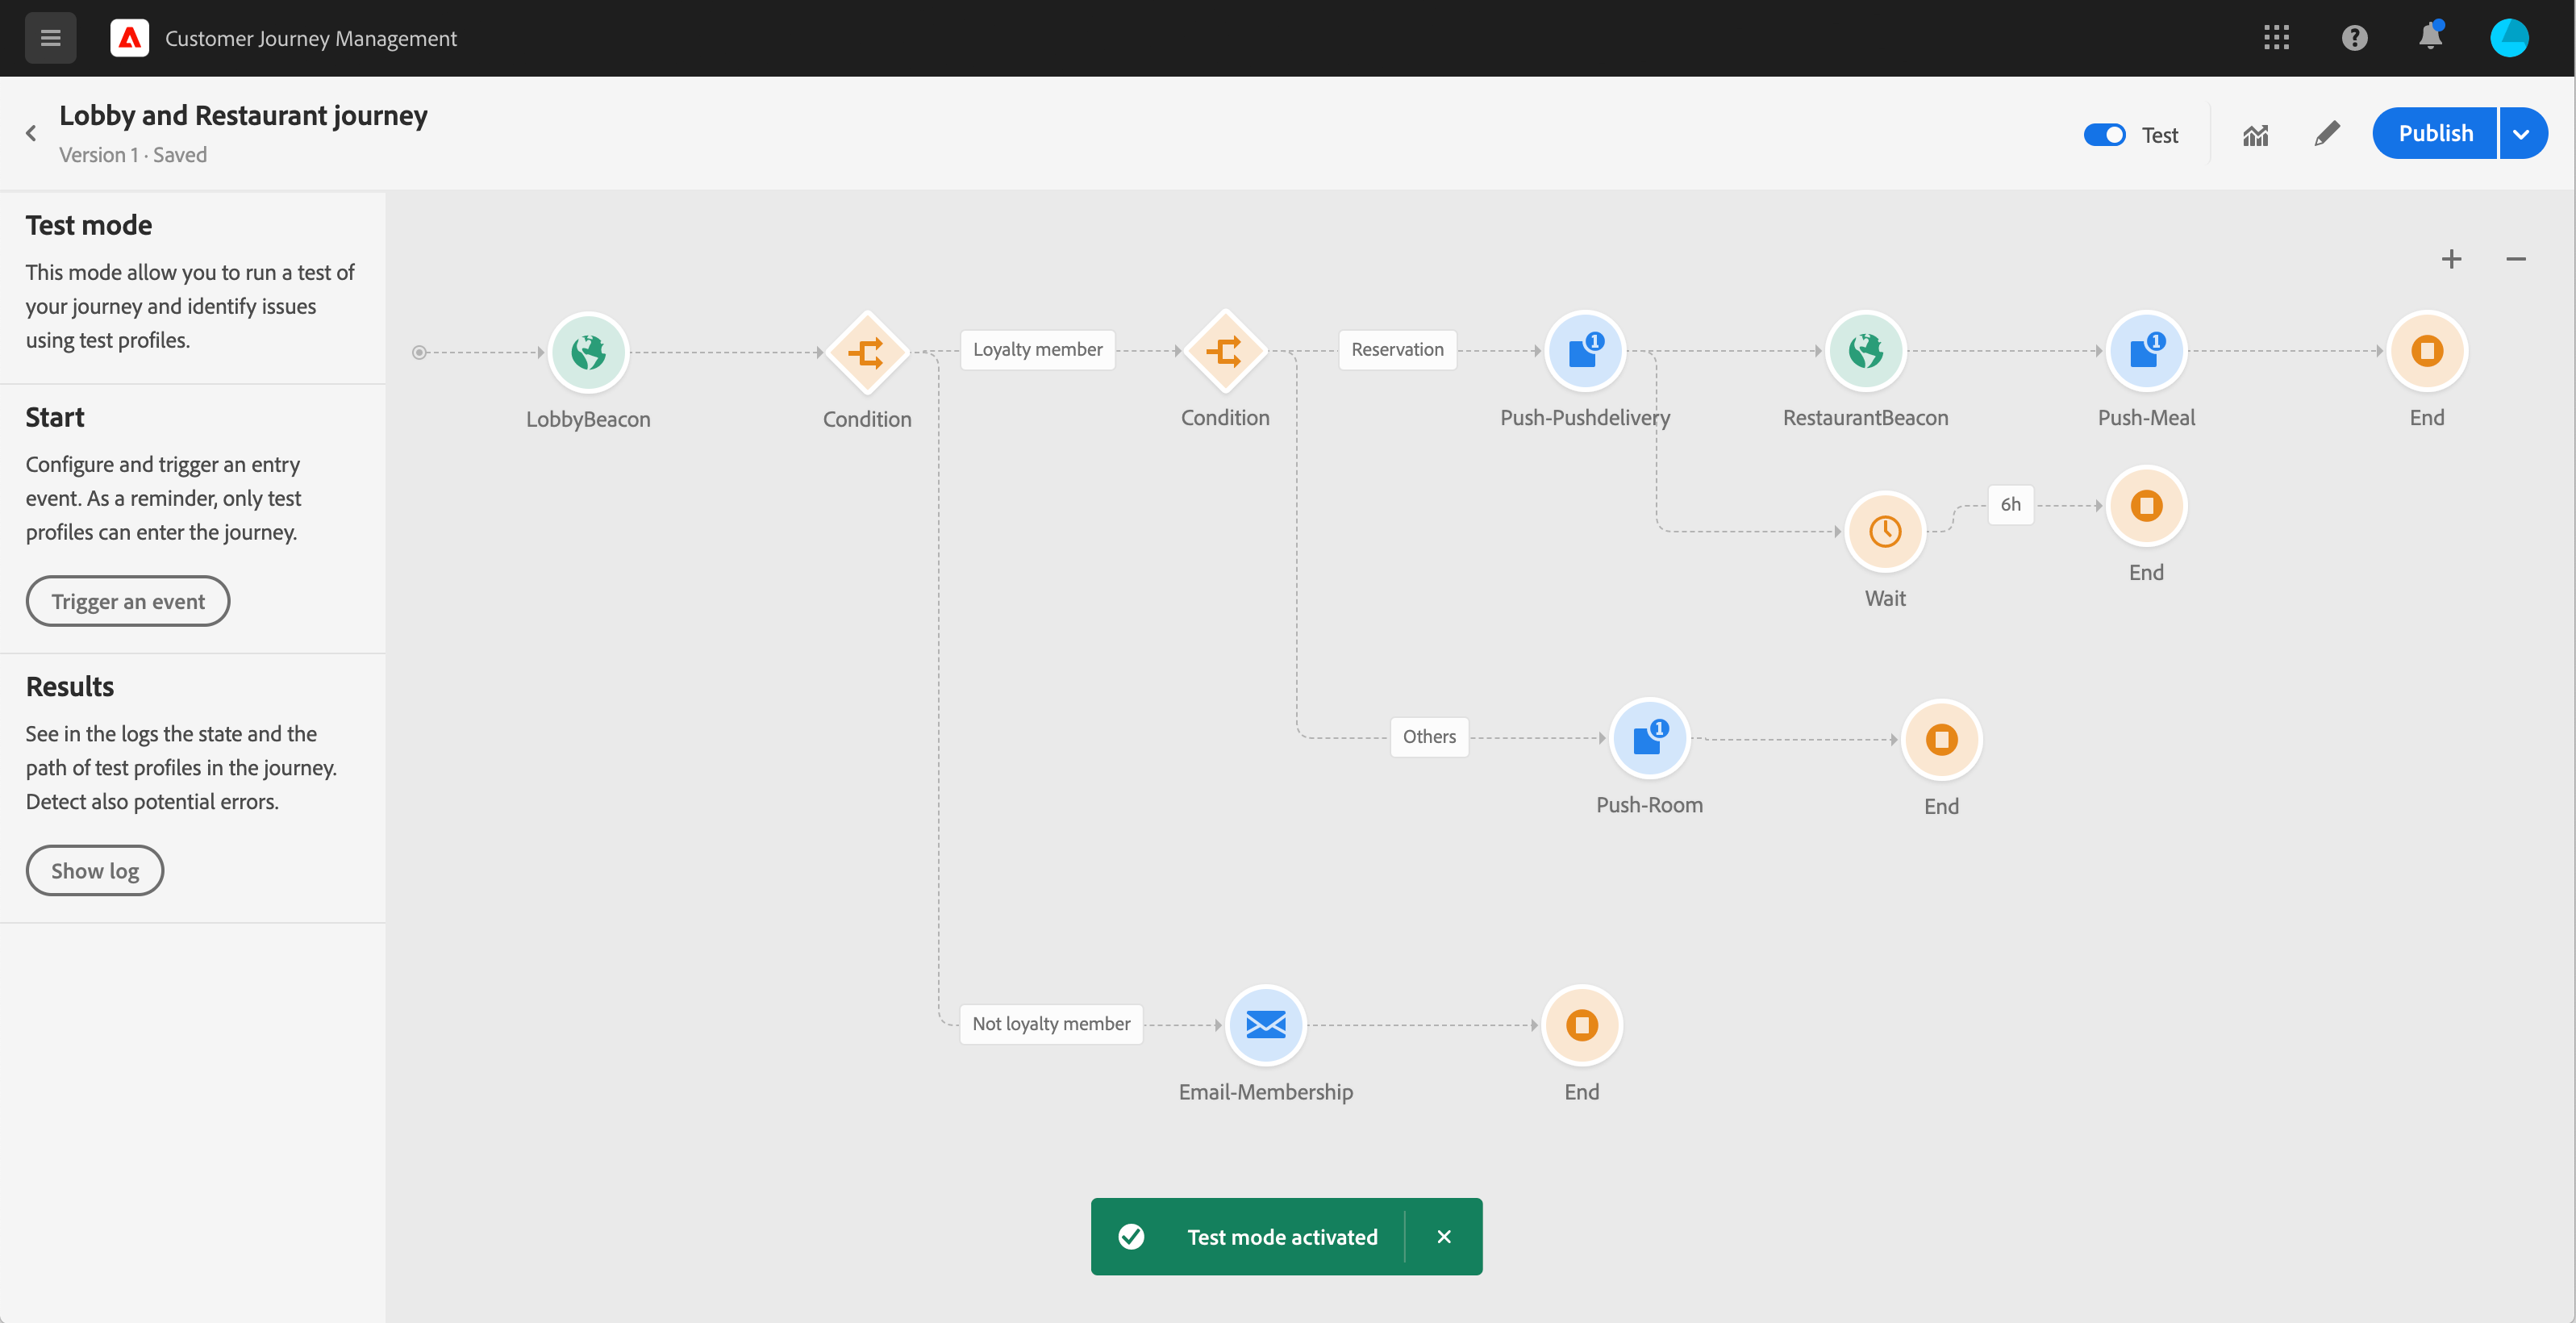 Customer Journey Management
Lobby and Restaurant journey
Version 1 · Saved
Test
Publish
Test mode
This mode allow you to run a test of
your journey and identify issues
using test profiles.
Start
Configure and trigger an entry
event. As a reminder, only test
profiles can enter the journey.
Trigger an event
Results
See in the logs the state and the
path of test profiles in the journey.
Detect also potential errors.
Show log
LobbyBeacon
Condition
Loyalty member
Condition
Reservation
1
Push-Pushdelivery
RestaurantBeacon
1
Push-Meal
End
Wait
6h
End
Others
1
Push-Room
End
Not loyalty member
Email-Membership
End
Test mode activated